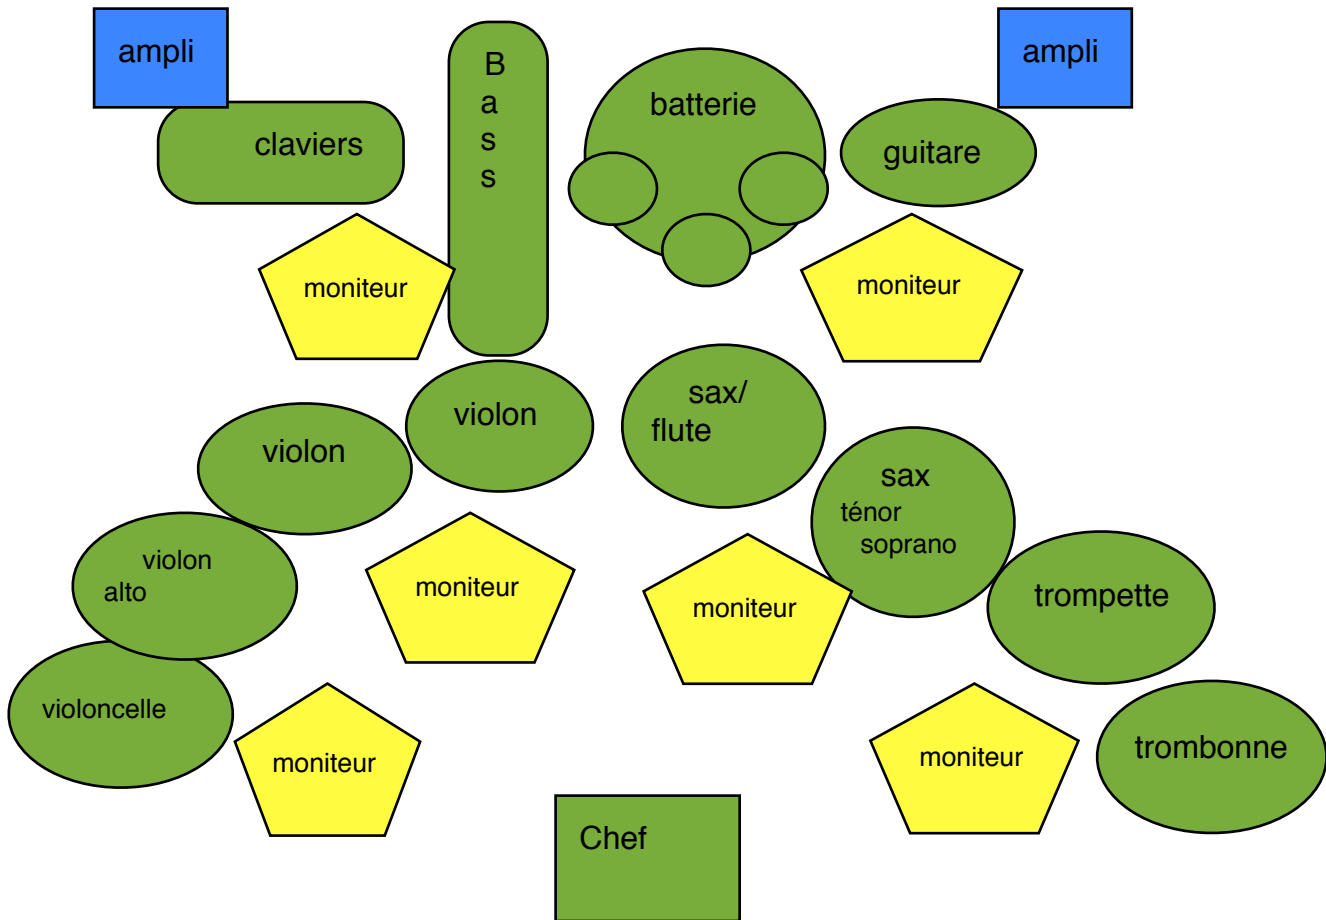 ampli
ampli
B
a
s
s
batterie
claviers
guitare
moniteur
moniteur
sax/
flute
violon
violon
sax
ténor
soprano
violon
alto
moniteur
moniteur
trompette
violoncelle
moniteur
moniteur
trombonne
Chef